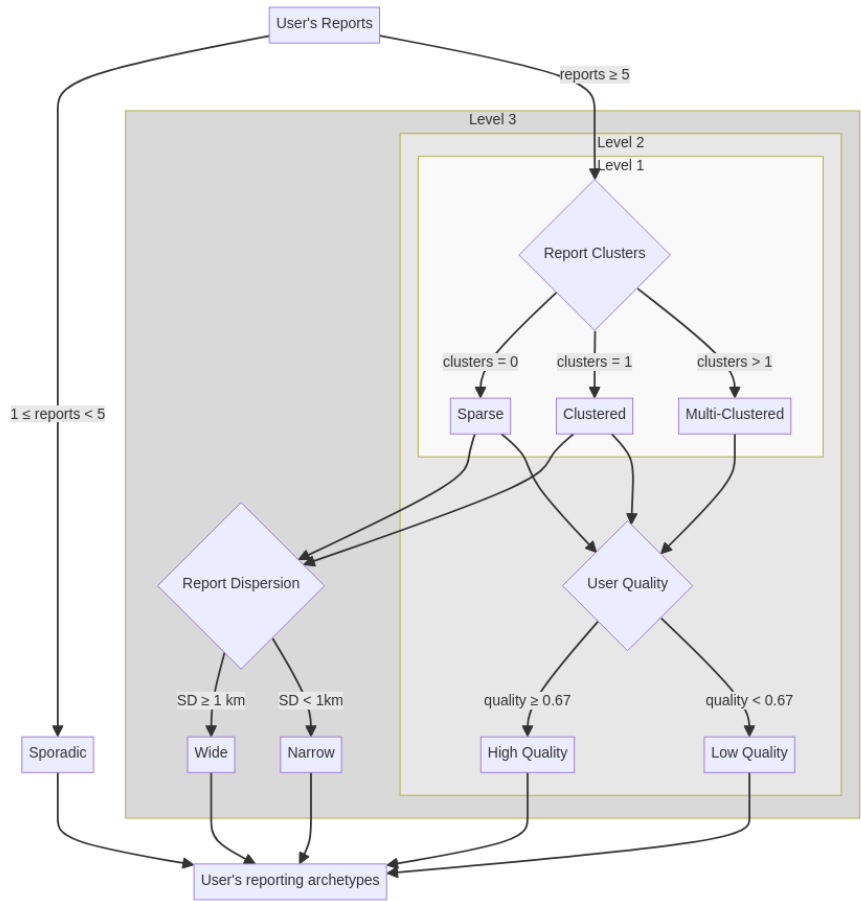 User's Reports
reports ≥ 5
Level 3
Level 2
Level 1
Report Clusters
clusters = 0
clusters = 1
clusters > 1
1 ≤ reports < 5
Sparse
Clustered
Multi-Clustered
Report Dispersion
User Quality
SD ≥ 1 km
SD < 1km
quality ≥ 0.67
quality < 0.67
Sporadic
Wide
Narrow
High Quality
Low Quality
User's reporting archetypes